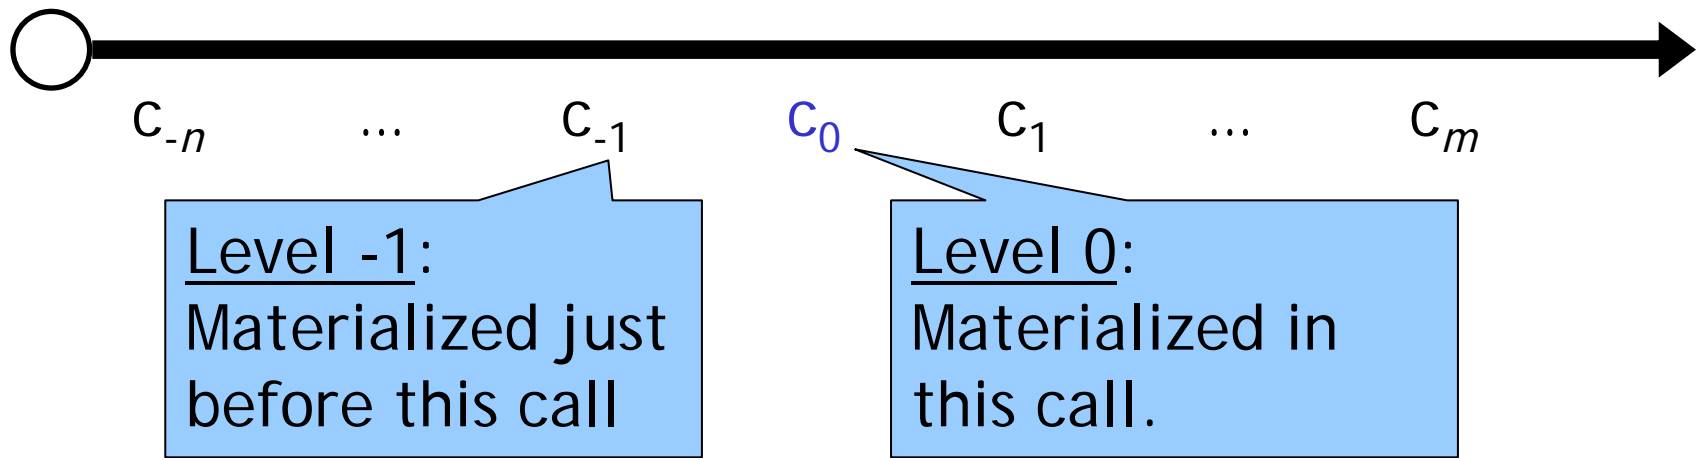 c-n ... c-1 c0 c1 ... cm
Level -1:
Materialized just
before this call
Level 0:
Materialized in
this call.